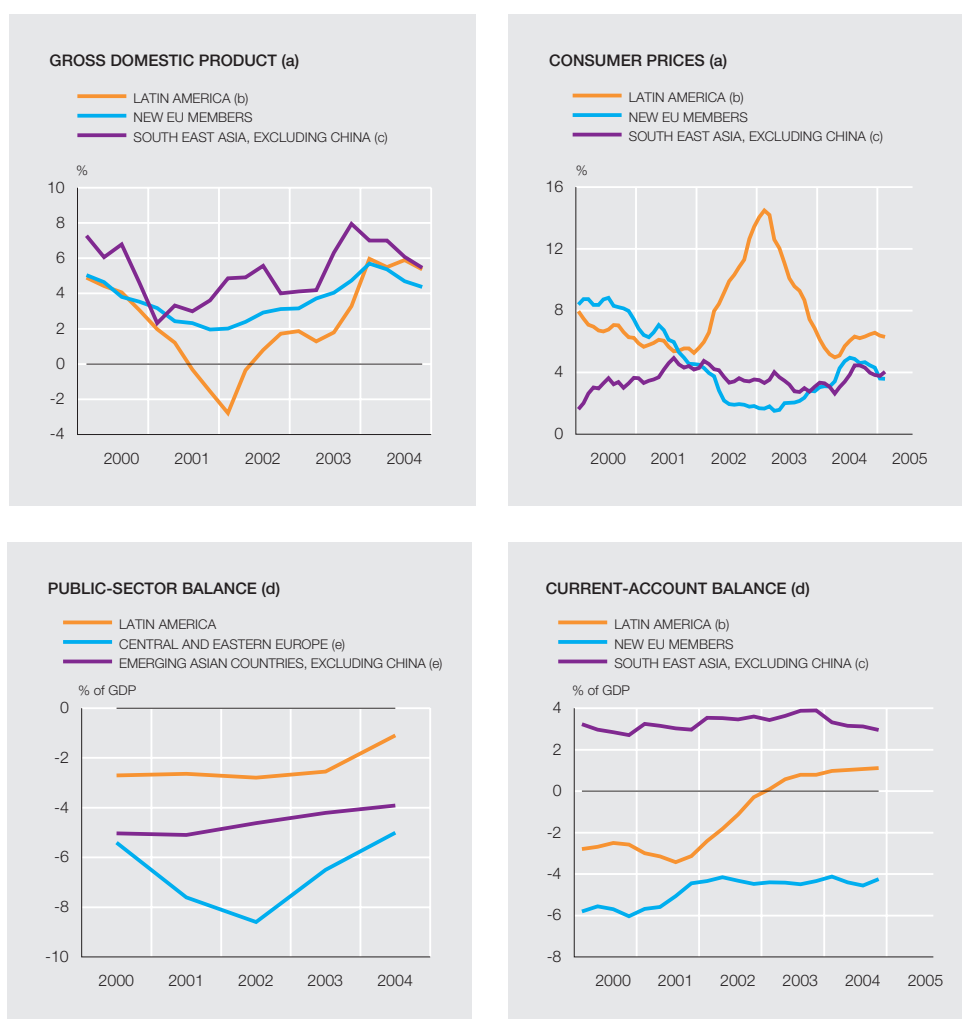 GROSS DOMESTIC PRODUCT (a)
LATIN AMERICA (b)
NEW EU MEMBERS
SOUTH EAST ASIA, EXCLUDING CHINA (c)
%
10
8
6
4
2
0
-2
-4
2000 2001 2002 2003 2004
CONSUMER PRICES (a)
LATIN AMERICA (b)
NEW EU MEMBERS
SOUTH EAST ASIA, EXCLUDING CHINA (c)
%
16
12
8
4
0
2000 2001 2002 2003 2004 2005
PUBLIC-SECTOR BALANCE (d)
LATIN AMERICA
CENTRAL AND EASTERN EUROPE (e)
EMERGING ASIAN COUNTRIES, EXCLUDING CHINA (e)
% of GDP
0
-2
-4
-6
-8
-10
2000 2001 2002 2003 2004
CURRENT-ACCOUNT BALANCE (d)
LATIN AMERICA (b)
NEW EU MEMBERS
SOUTH EAST ASIA, EXCLUDING CHINA (c)
% of GDP
4
2
0
-2
-4
-6
-8
2000 2001 2002 2003 2004 2005